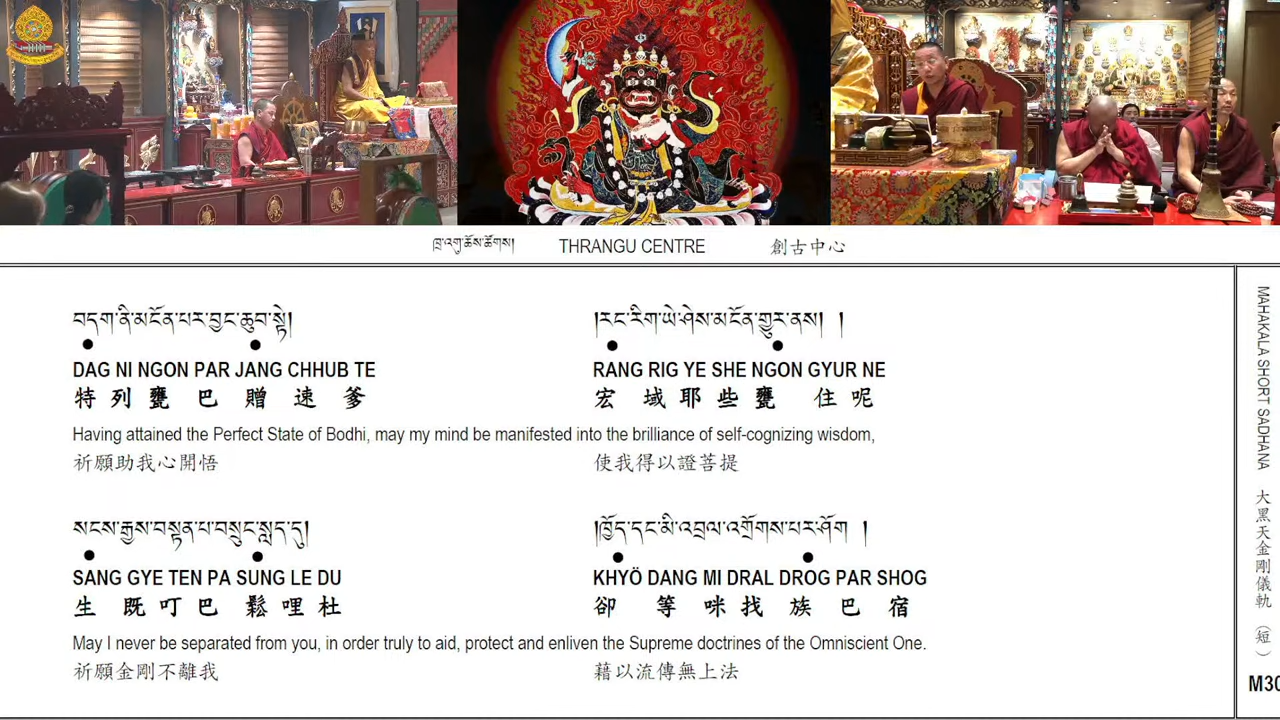 ཁྲ་འགུ་ཆོས་ཚོགས། THRANGU CENTRE 創古中心
བདག་ནི་མངོན་པར་བྱང་ཆུབ་སྟེ། །རང་རིག་ཡེ་ཤེས་མངོན་གྱུར་ནས། །
DAG NI NGON PAR JANG CHHUB TE RANG RIG YE SHE NGON GYUR NE
特列甕巴贈速爹 宏域耶些甕住呢
Having attained the Perfect State of Bodhi, may my mind be manifested into the brilliance of self-cognizing wisdom,
祈願助我心開悟 使我得以證菩提
སངས་རྒྱས་བསྟན་པ་བསྲུང་སླད་དུ། །ཁྱོད་དང་མི་འབྲལ་འགྲོགས་པར་ཤོག །
SANG GYE TEN PA SUNG LE DU KHYÖ DANG MI DRAL DROG PAR SHOG
生既叮巴鬆哩杜 卻等咪找族巴宿
May I never be separated from you, in order truly to aid, protect and enliven the Supreme doctrines of the Omniscient One.
祈願金剛不離我 藉以流傳無上法
MAHAKALA SHORT SADHANA 大黑天金剛儀軌（短）
M30